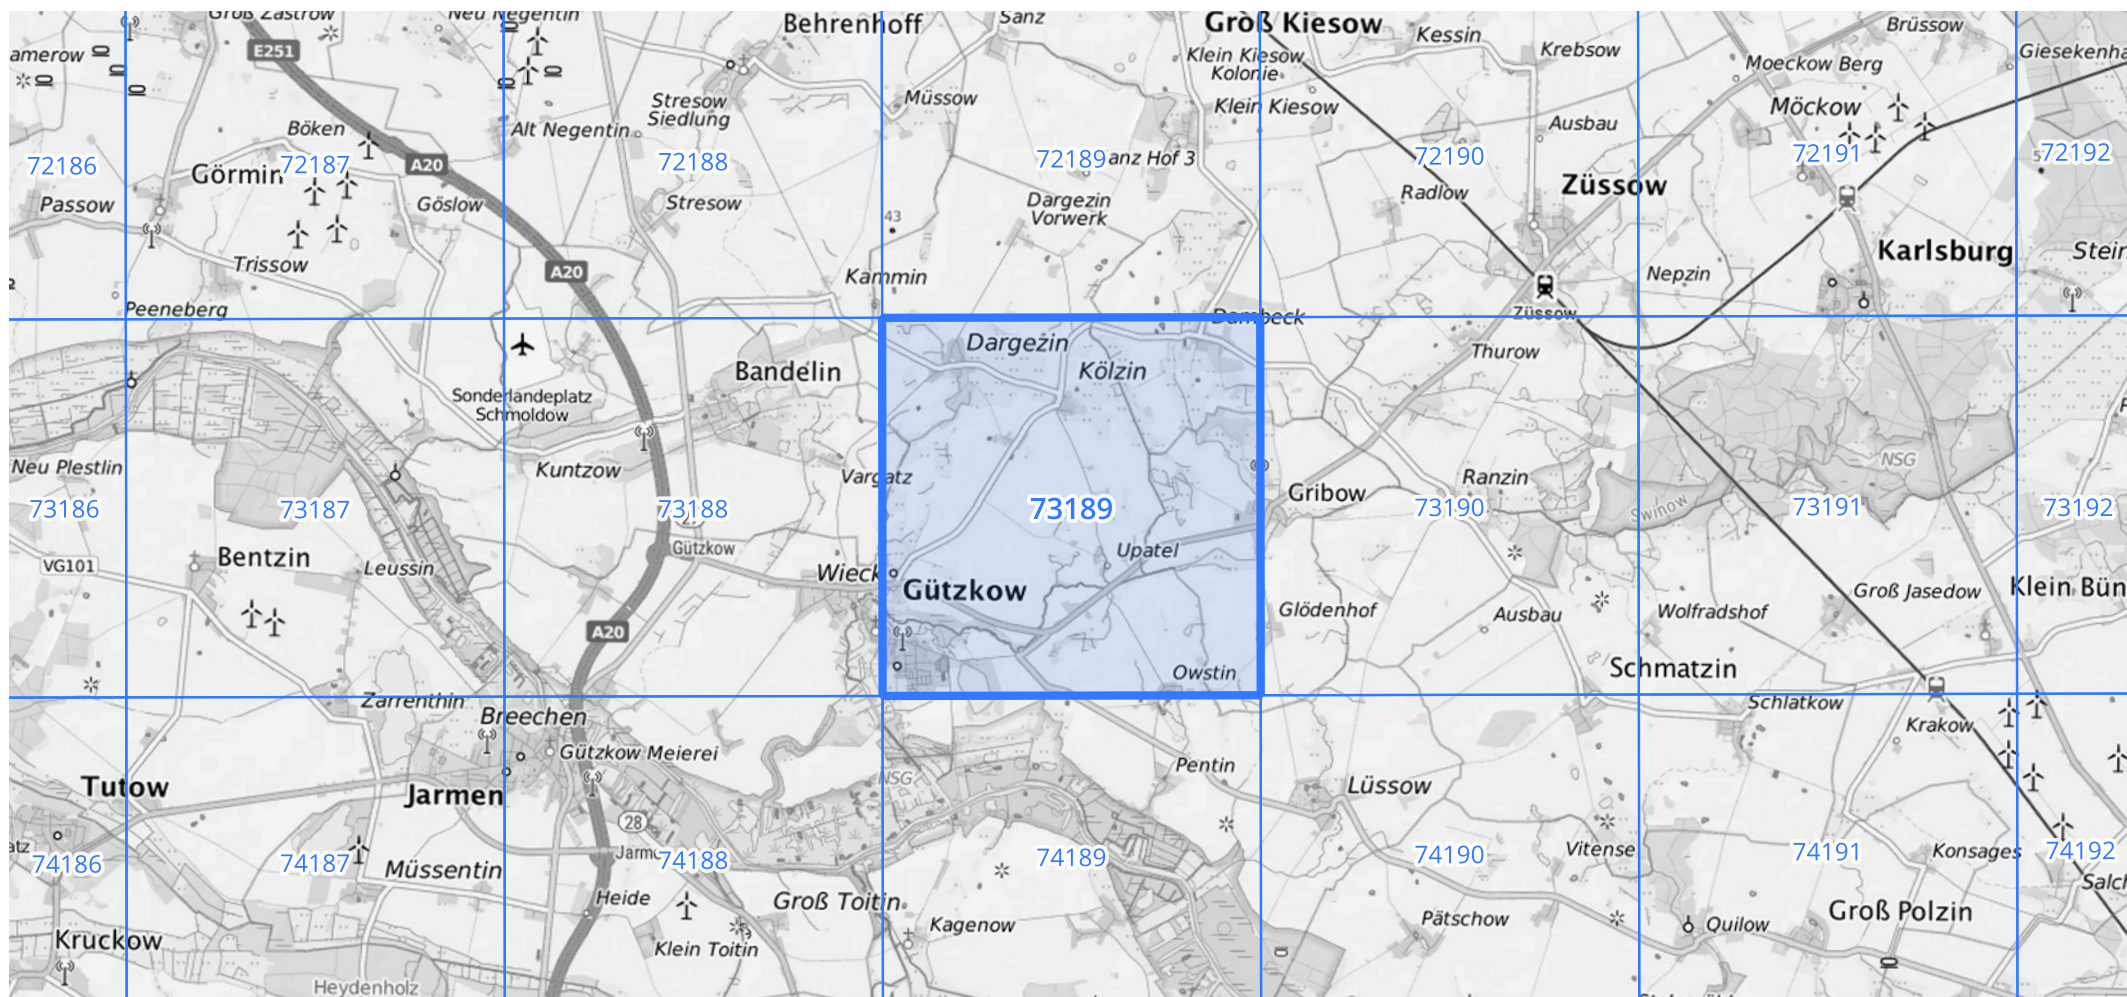 Groß Zastrow
Neu Negentin
Behrenhoff
Sanz
Groß Kiesow
Kessin
Krebsow
Brüssow
Giesekenha
amerow
E251
Klein Kiesow
Kolonie
Moeckow Berg
Müssow
Klein Kiesow
Möckow
Stresow
Siedlung
Böken
Alt Negentin
Ausbau
72186
Görmin
72187
A20
72188
72189
anz Hof 3
72190
72191
72192
Passow
Göslow
Stresow
Dargezin
Vorwerk
Radlow
Züssow
43
Trissow
A20
Kammin
Nepzin
Karlsburg
Stein
Peeneberg
Dambeck
Züssow
Dargezin
Kölzin
Thurow
Bandelin
Sonderlandeplatz
Schmoldow
Neu Plestlin
Kuntzow
Vargatz
Gribow
Ranzin
NSG
73186
73187
73188
73189
73190
Swinow
73191
73192
VG101
Bentzin
Leussin
Gützkow
Wieck
Upatel
Gützkow
Glödenhof
Ausbau
Wolfradshof
Groß Jasedow
Klein Bün
A20
Owstin
Schmatzin
Zarrenthin
Breechen
Schlatkow
Krakow
Gützkow Meierei
NSG
Pentin
Tutow
Jarmen
Lüssow
28
atz
74186
74187
Müssentin
Jarme
74188
74189
74190
Vitense
74191
Konsages
74192
Salch
Heide
Groß Toitin
Kagenow
Pätschow
Quilow
Groß Polzin
Kruckow
Klein Toitin
Heydenholz